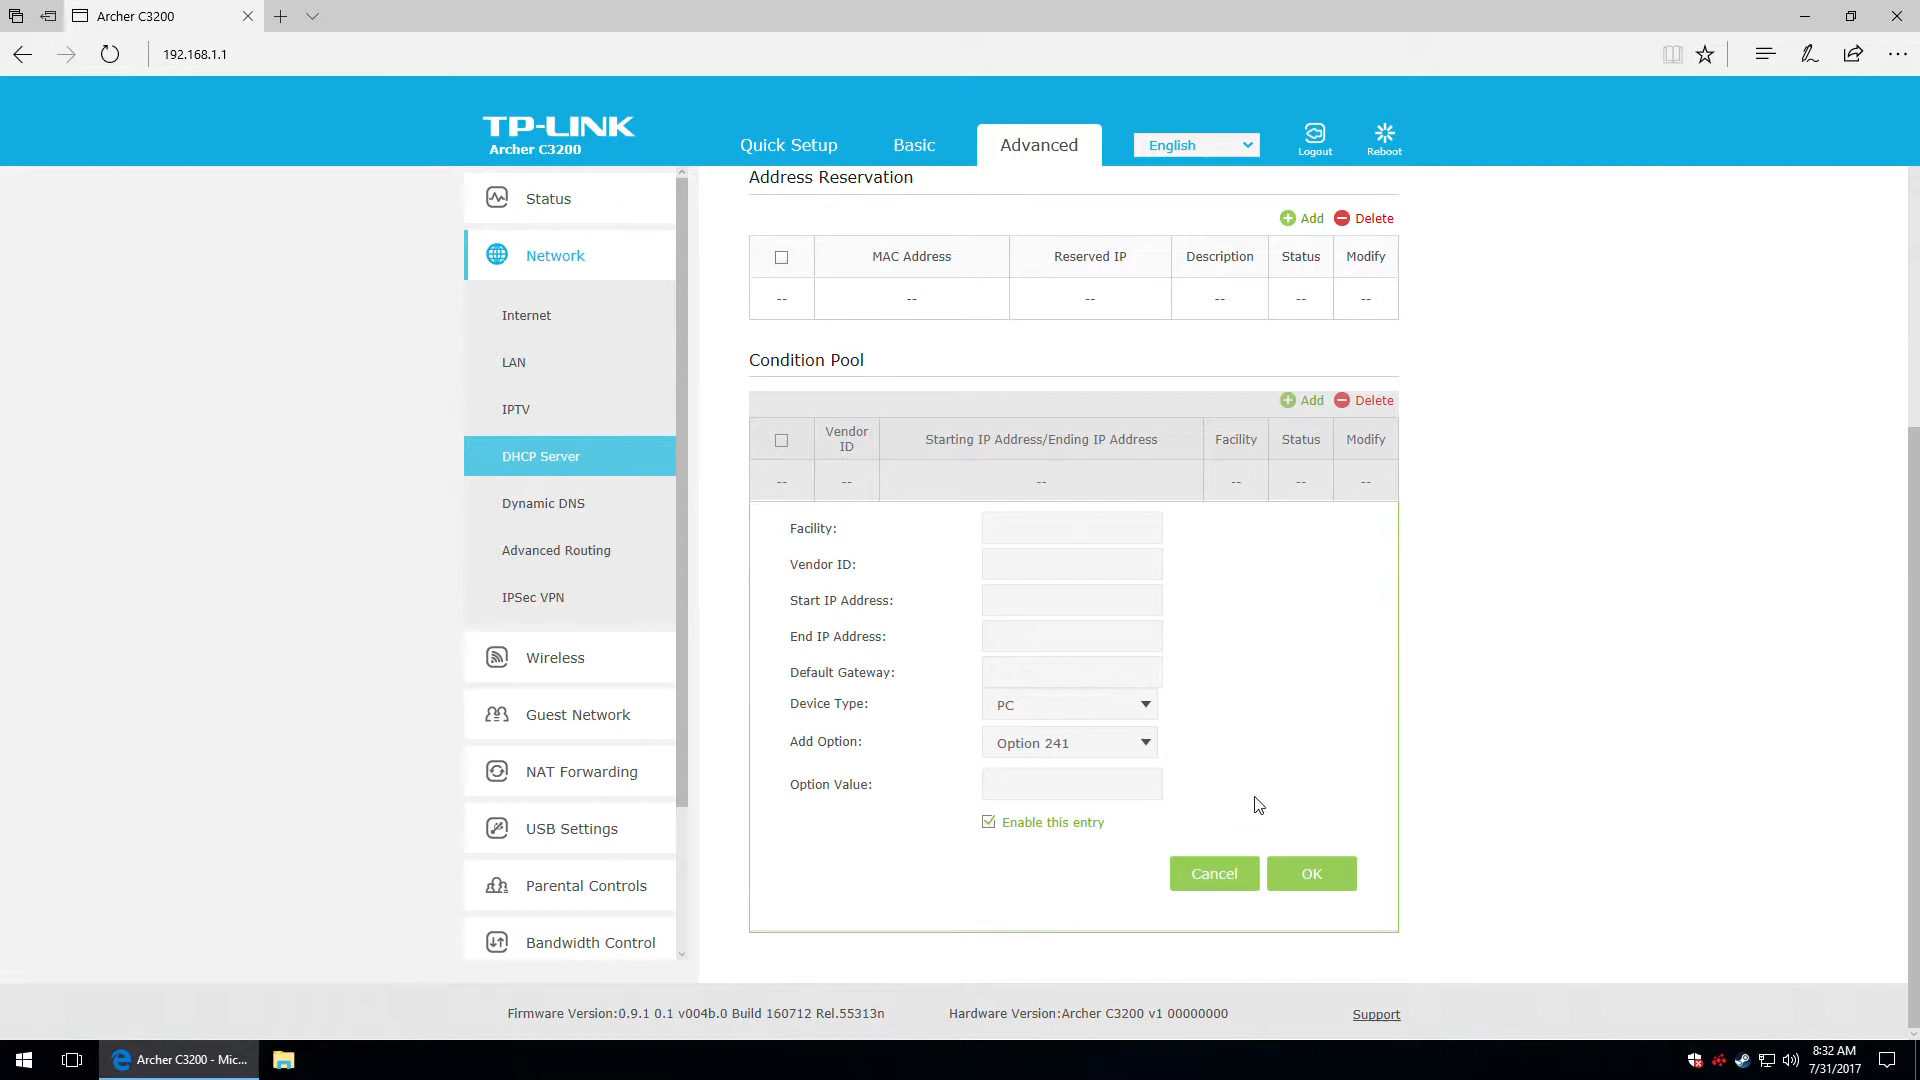 Archer C3200
192.168.1.1
TP-LINK
Archer C3200
Quick Setup
Basic
Advanced
English
Logout
Reboot
Status
Network
Internet
LAN
IPTV
DHCP Server
Dynamic DNS
Advanced Routing
IPSec VPN
Wireless
Guest Network
NAT Forwarding
USB Settings
Parental Controls
Bandwidth Control
Address Reservation
Add Delete
MAC Address Reserved IP Description Status Modify
-- -- -- -- -- --
Condition Pool
Add Delete
Vendor ID Starting IP Address/Ending IP Address Facility Status Modify
-- -- -- -- -- --
Facility:
Vendor ID:
Start IP Address:
End IP Address:
Default Gateway:
Device Type: PC
Add Option: Option 241
Option Value:
Enable this entry
Cancel OK
Firmware Version:0.9.1 0.1 v004b.0 Build 160712 Rel.55313n Hardware Version:Archer C3200 v1 00000000 Support
Archer C3200 - Mic...
8:32 AM
7/31/2017